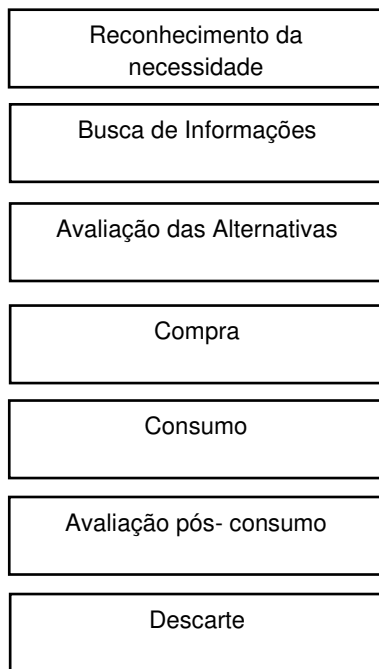 Reconhecimento da
necessidade
Busca de Informações
Avaliação das Alternativas
Compra
Consumo
Avaliação pós- consumo
Descarte